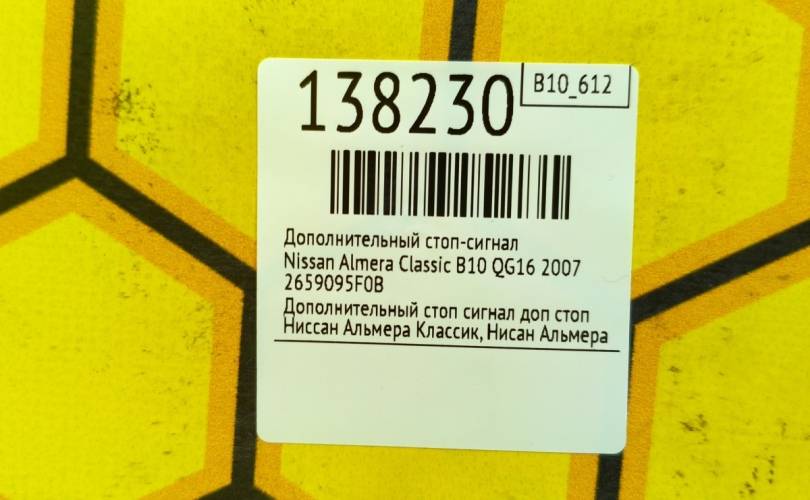 138230
B10_612
Дополнительный стоп-сигнал
Nissan Almera Classic B10 QG16 2007
2659095F0B
Дополнительный стоп сигнал доп стоп
Ниссан Альмера Классик, Нисан Альмера